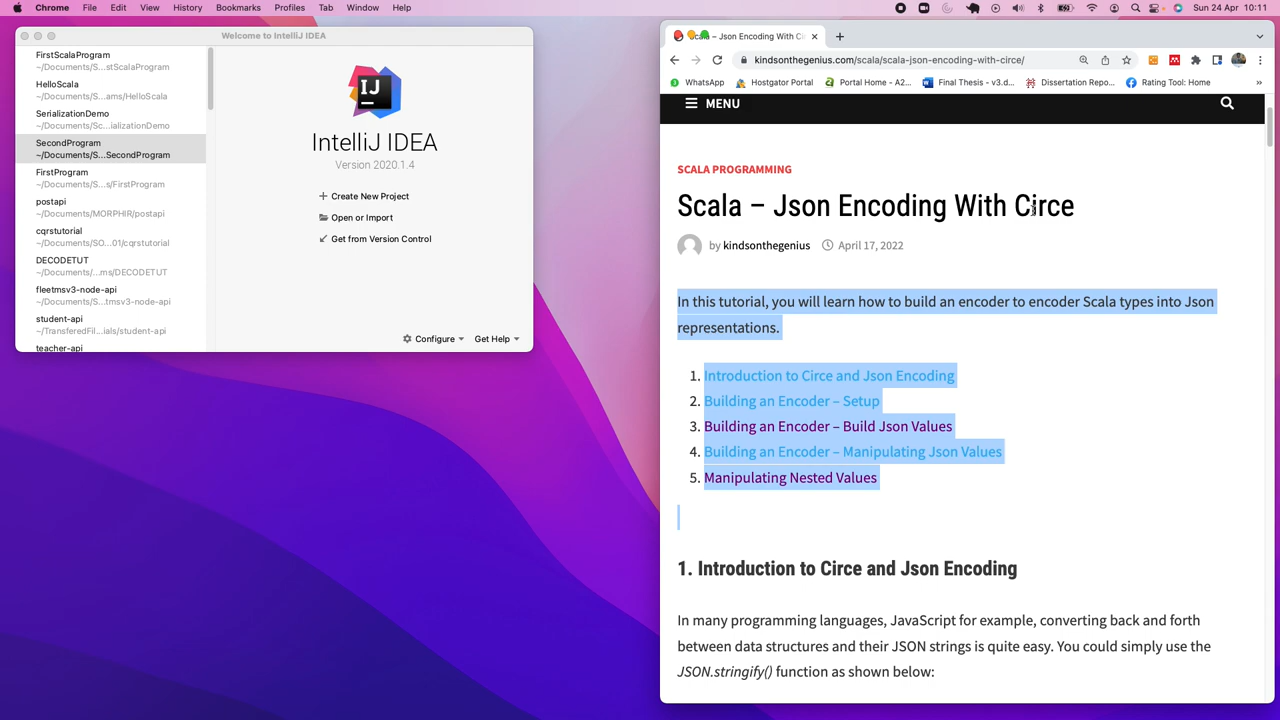 Chrome File Edit View History Bookmarks Profiles Tab Window Help
Sun 24 Apr 10:11
Welcome to IntelliJ IDEA
FirstScalaProgram
~/Documents/S...stScalaProgram
HelloScala
~/Documents/S...ams/HelloScala
SerializationDemo
~/Documents/Sc...ializationDemo
SecondProgram
~/Documents/S...SecondProgram
FirstProgram
~/Documents/S...s/FirstProgram
postapi
~/Documents/MORPHIR/postapi
cqrstutorial
~/Documents/SO...01/cqrstutorial
DECODETUT
~/Documents/...ms/DECODETUT
fleetmsv3-node-api
~/Documents/S...tmsv3-node-api
student-api
~/TransferedFil...ials/student-api
teacher-api
IJ
IntelliJ IDEA
Version 2020.1.4
Create New Project
Open or Import
Get from Version Control
Configure
Get Help
Scala – Json Encoding With C
kindsonthegenius.com/scala/scala-json-encoding-with-circe/
WhatsApp
Hostgator Portal
Portal Home - A2...
Final Thesis - v3.d...
Dissertation Repo...
Rating Tool: Home
»
MENU
SCALA PROGRAMMING
Scala – Json Encoding With Circe
by kindsonthegenius April 17, 2022
In this tutorial, you will learn how to build an encoder to encoder Scala types into Json
representations.
1. Introduction to Circe and Json Encoding
2. Building an Encoder – Setup
3. Building an Encoder – Build Json Values
4. Building an Encoder – Manipulating Json Values
5. Manipulating Nested Values
1. Introduction to Circe and Json Encoding
In many programming languages, JavaScript for example, converting back and forth
between data structures and their JSON strings is quite easy. You could simply use the
JSON.stringify() function as shown below: